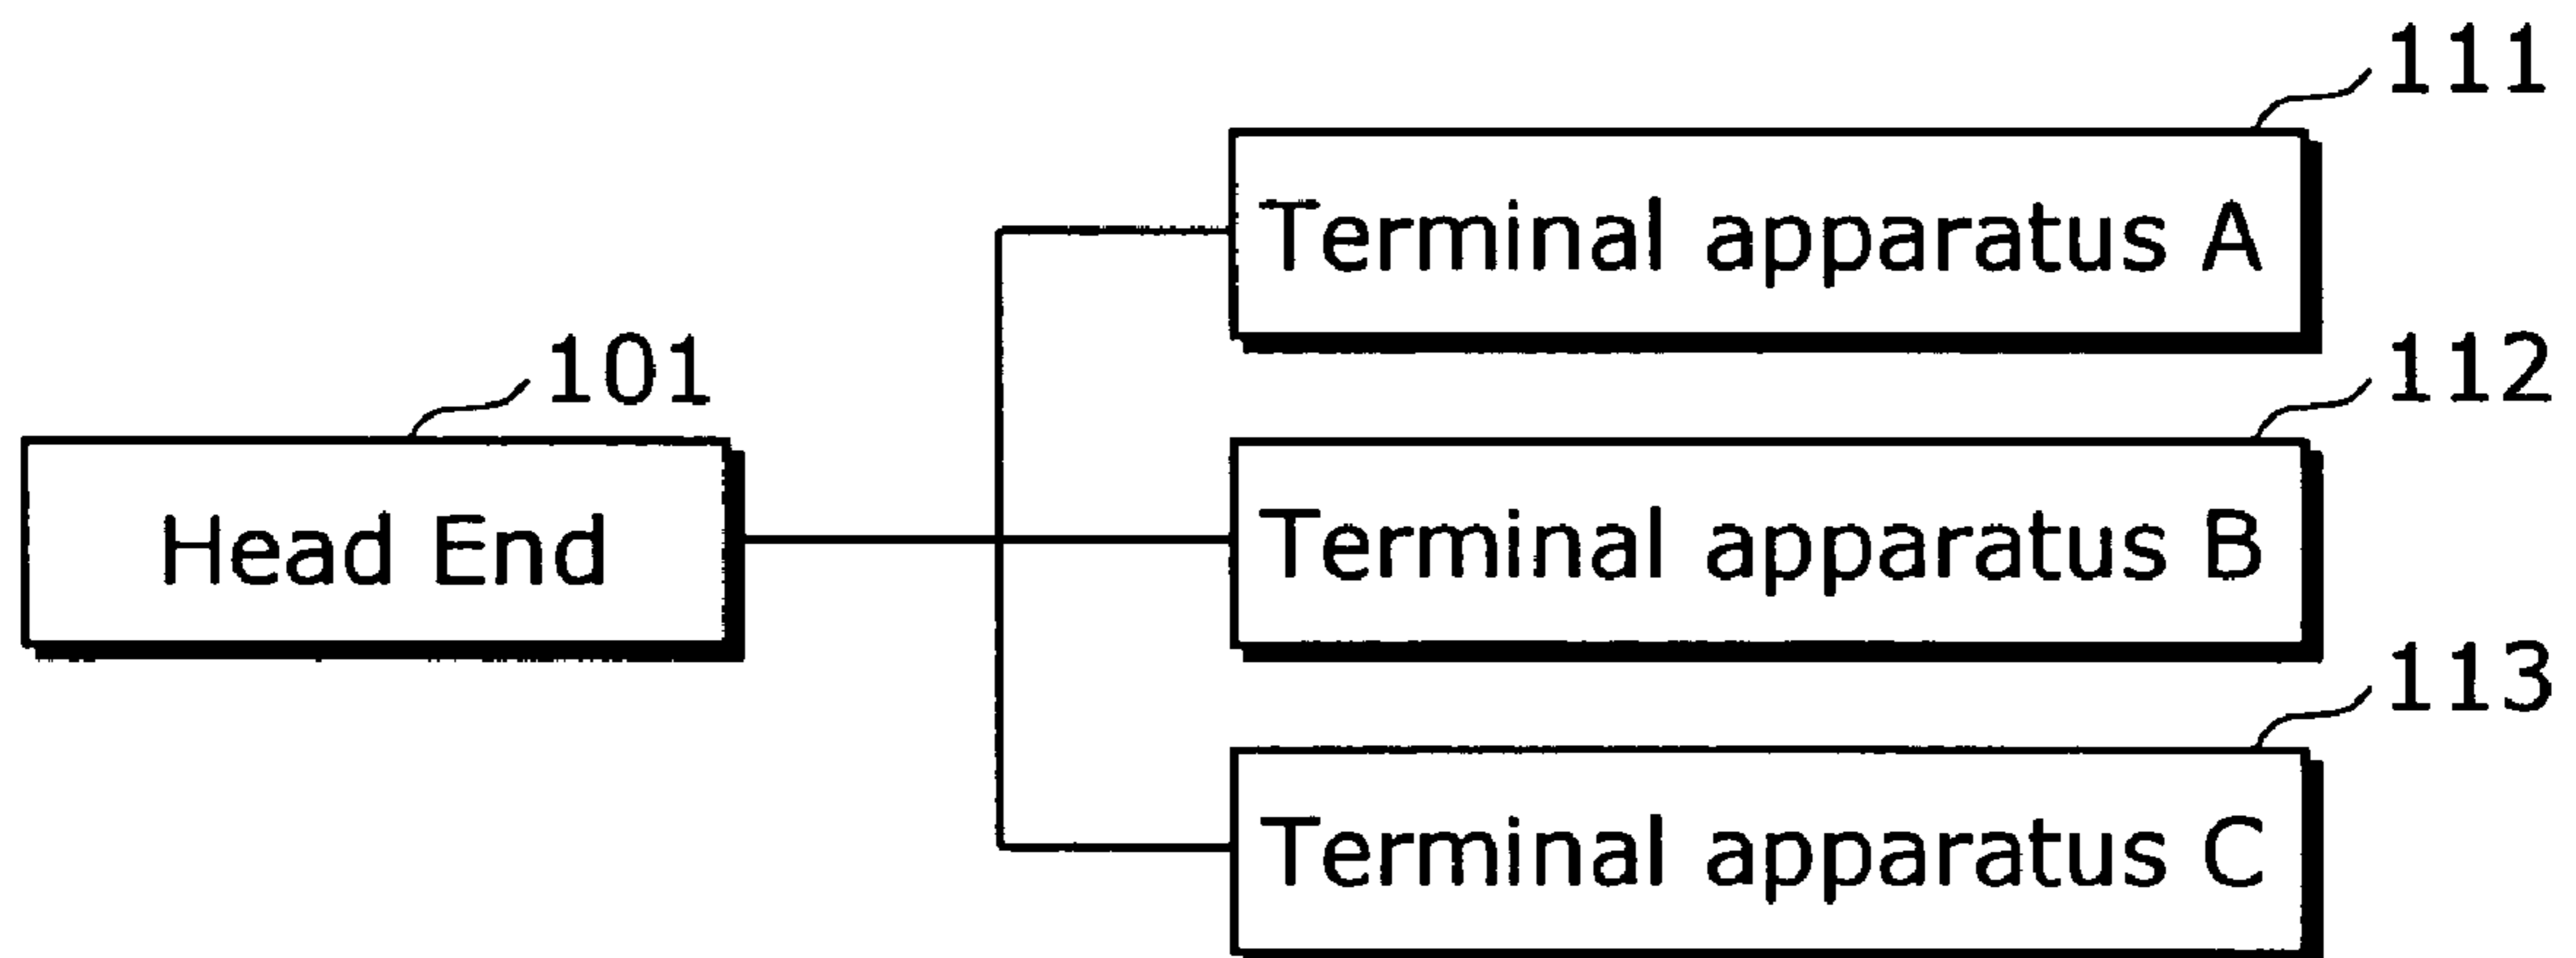 111
Terminal apparatus A
101
112
Head End
Terminal apparatus B
113
Terminal apparatus C